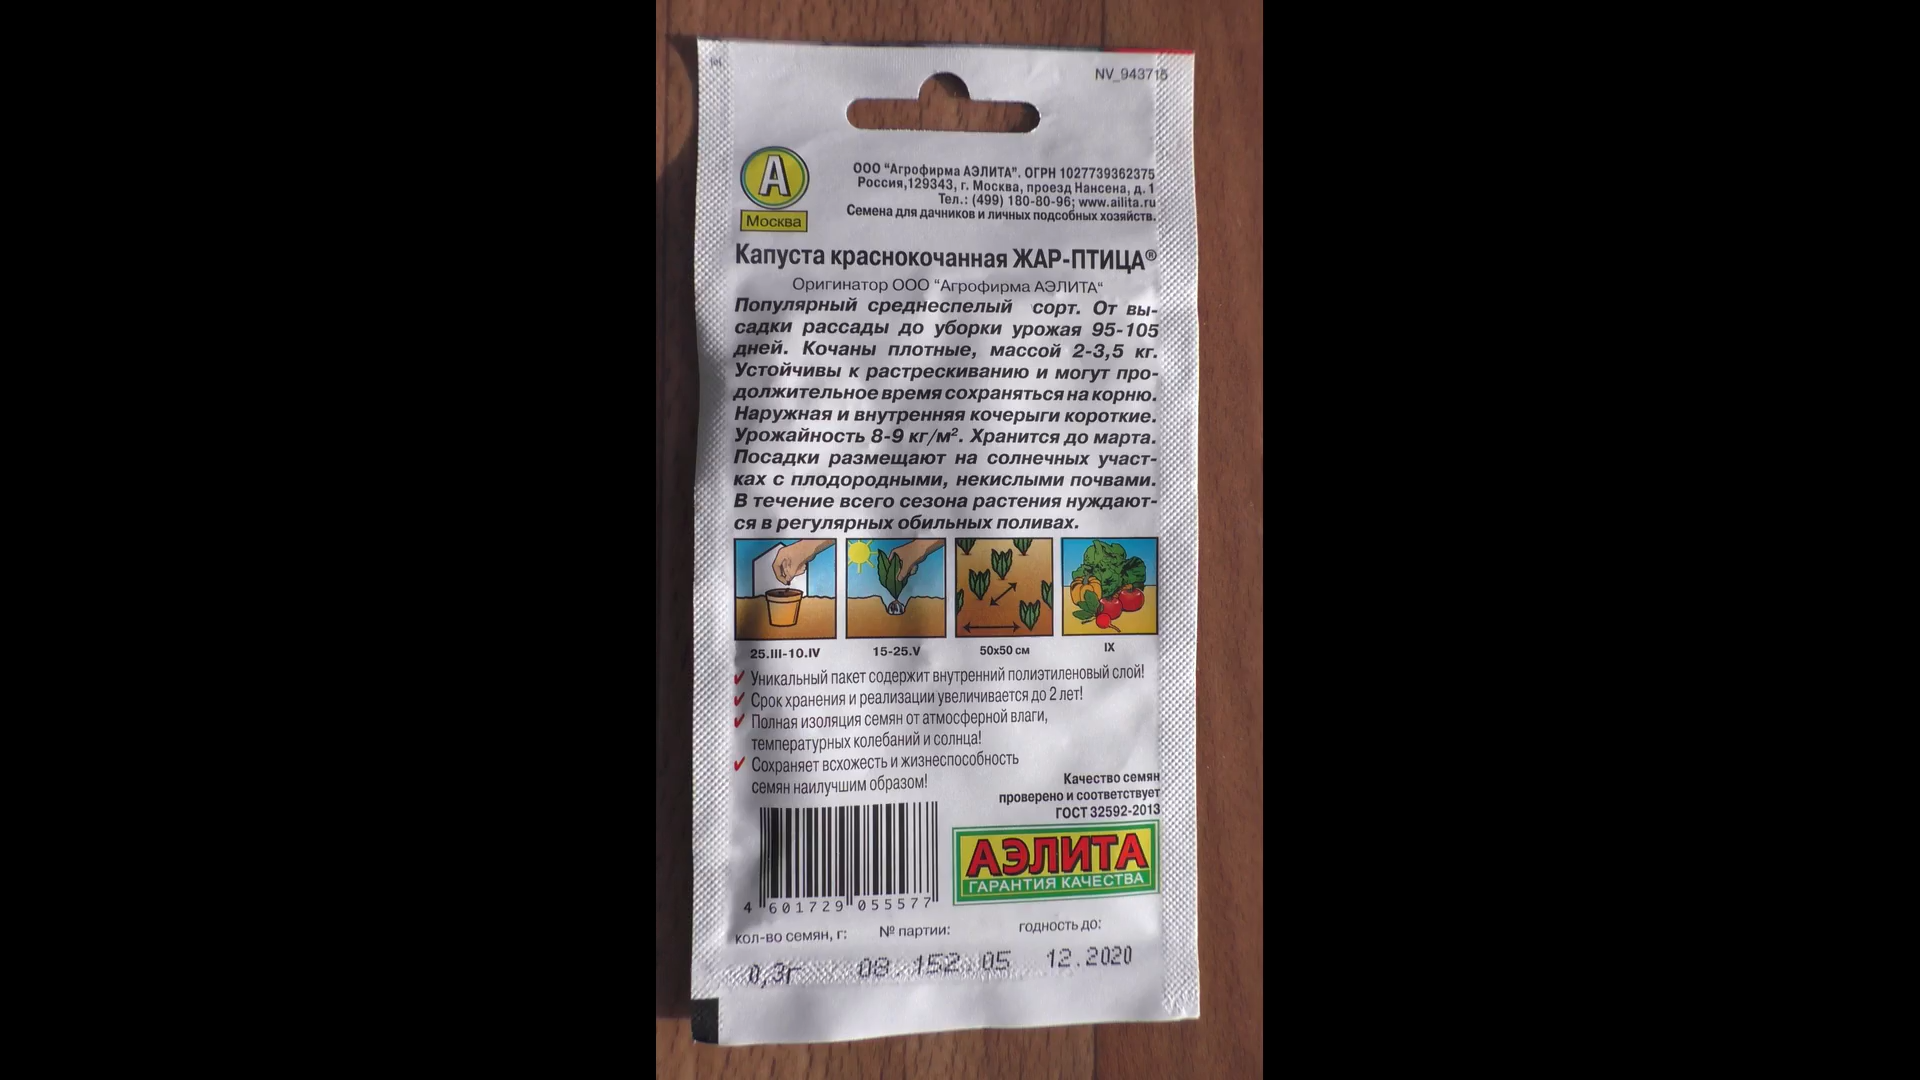 NV_943715
А
Москва
ООО "Агрофирма АЭЛИТА". ОГРН 1027739362375
Россия,129343, г. Москва, проезд Нансена, д. 1
Тел.: (499) 180-80-96; www.ailita.ru
Семена для дачников и личных подсобных хозяйств.
Капуста краснокочанная ЖАР-ПТИЦА®
Оригинатор ООО "Агрофирма АЭЛИТА"
Популярный среднеспелый сорт. От вы-
садки рассады до уборки урожая 95-105
дней. Кочаны плотные, массой 2-3,5 кг.
Устойчивы к растрескиванию и могут про-
должительное время сохраняться на корню.
Наружная и внутренняя кочерыги короткие.
Урожайность 8-9 кг/м². Хранится до марта.
Посадки размещают на солнечных участ-
ках с плодородными, некислыми почвами.
В течение всего сезона растения нуждают-
ся в регулярных обильных поливах.
25.III-10.IV 15-25.V 50x50 см IX
✓ Уникальный пакет содержит внутренний полиэтиленовый слой!
✓ Срок хранения и реализации увеличивается до 2 лет!
✓ Полная изоляция семян от атмосферной влаги,
температурных колебаний и солнца!
✓ Сохраняет всхожесть и жизнеспособность
семян наилучшим образом!
Качество семян
проверено и соответствует
ГОСТ 32592-2013
АЭЛИТА
ГАРАНТИЯ КАЧЕСТВА
4 601729 055577
кол-во семян, г: № партии: годность до:
0,3г 08.152.05 12.2020